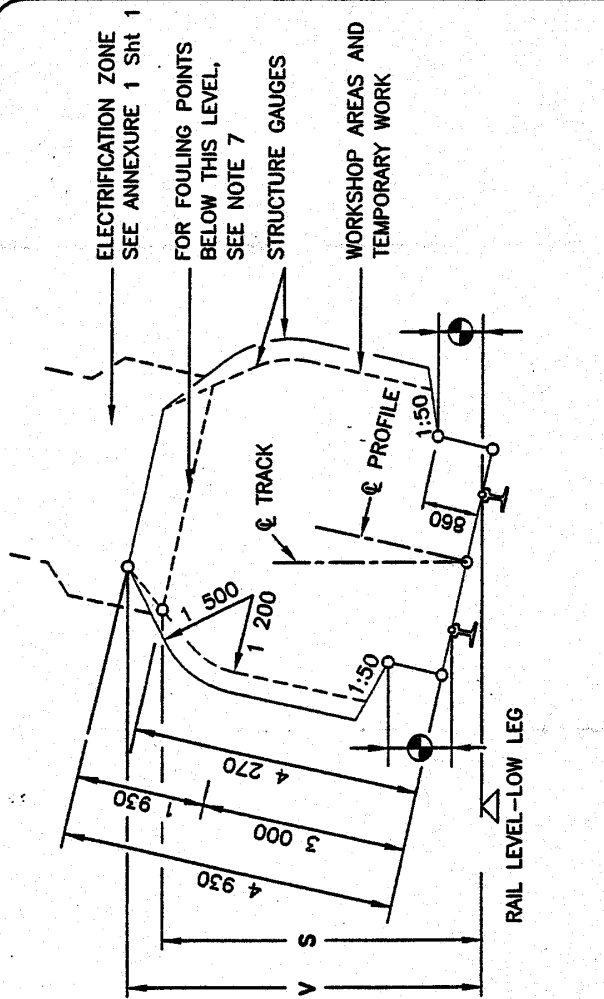 ELECTRIFICATION ZONE
SEE ANNEXURE 1 Sht 1
FOR FOULING POINTS
BELOW THIS LEVEL,
SEE NOTE 7
STRUCTURE GAUGES
WORKSHOP AREAS AND
TEMPORARY WORK
℄ TRACK
℄ PROFILE
1 500
1 200
1:50
1:50
860
4 270
1 930
3 000
4 930
S
V
RAIL LEVEL-LOW LEG